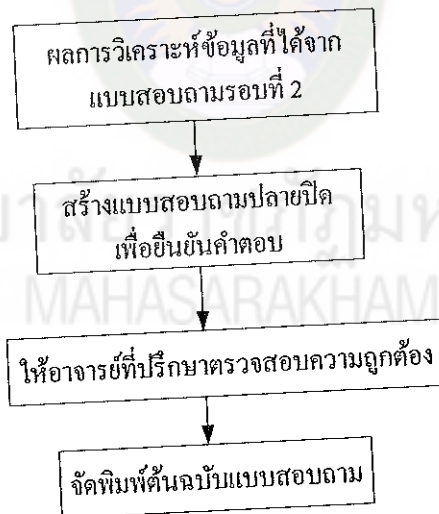 ผลการวิเคราะห์ข้อมูลที่ได้จาก
แบบสอบถามรอบที่ 2
สร้างแบบสอบถามปลายปิด
เพื่อยืนยันคำตอบ
MAHASARAKHAM
ให้อาจารย์ที่ปรึกษาตรวจสอบความถูกต้อง
จัดพิมพ์ต้นฉบับแบบสอบถาม